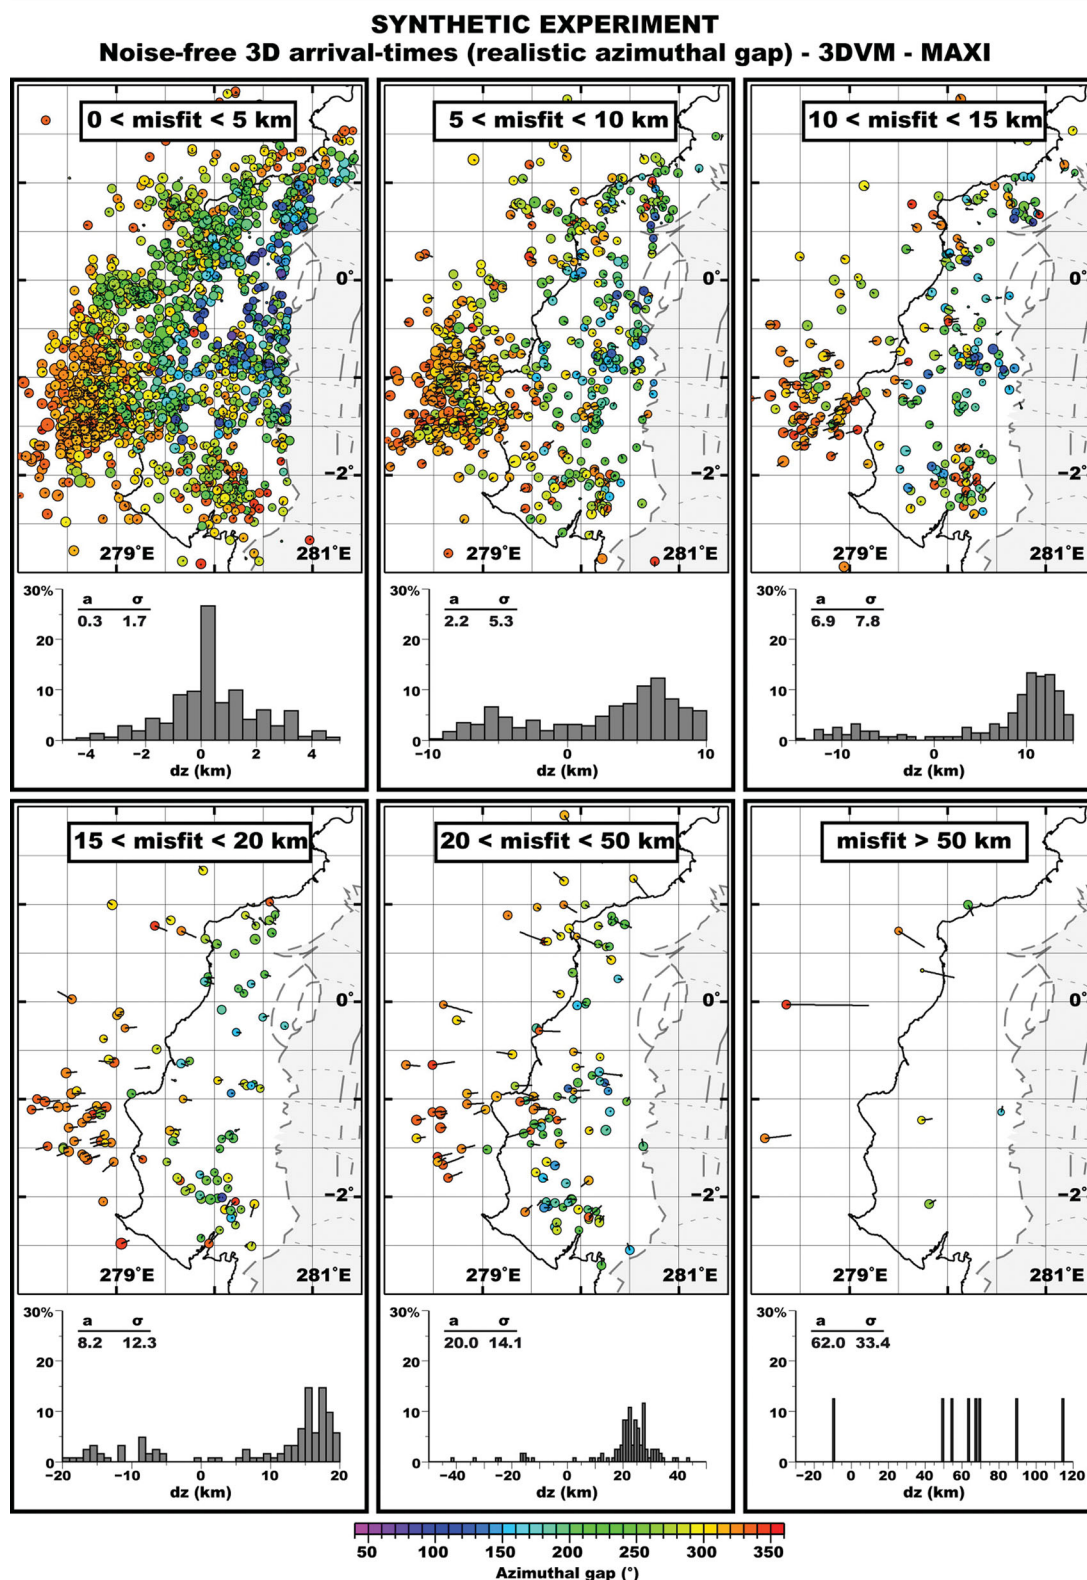 SYNTHETIC EXPERIMENT
Noise-free 3D arrival-times (realistic azimuthal gap) - 3DVM - MAXI
0 < misfit < 5 km
5 < misfit < 10 km
10 < misfit < 15 km
0°
0°
0°
−2°
−2°
−2°
279°E 281°E
279°E 281°E
279°E 281°E
30%
20
10
0
a σ
0.3 1.7
−4 −2 0 2 4
dz (km)
30%
20
10
0
a σ
2.2 5.3
−10 0 10
dz (km)
30%
20
10
0
a σ
6.9 7.8
−10 0 10
dz (km)
15 < misfit < 20 km
20 < misfit < 50 km
misfit > 50 km
0°
0°
0°
−2°
−2°
−2°
279°E 281°E
279°E 281°E
279°E 281°E
30%
20
10
0
a σ
8.2 12.3
−20 −10 0 10 20
dz (km)
30%
20
10
0
a σ
20.0 14.1
−40 −20 0 20 40
dz (km)
30%
20
10
0
a σ
62.0 33.4
−20 0 20 40 60 80 100 120
dz (km)
50 100 150 200 250 300 350
Azimuthal gap (°)